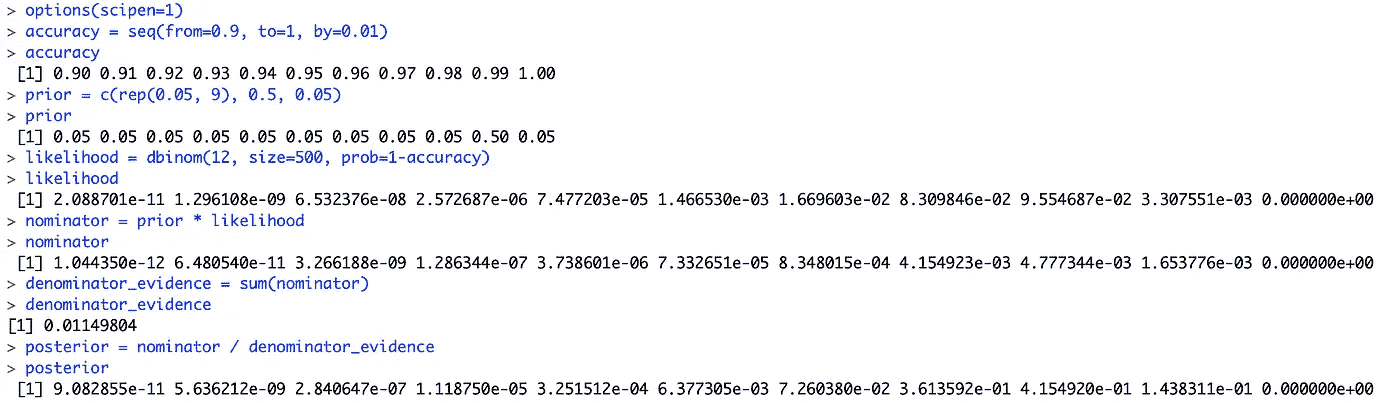 > options(scipen=1)
> accuracy = seq(from=0.9, to=1, by=0.01)
> accuracy
[1] 0.90 0.91 0.92 0.93 0.94 0.95 0.96 0.97 0.98 0.99 1.00
> prior = c(rep(0.05, 9), 0.5, 0.05)
> prior
[1] 0.05 0.05 0.05 0.05 0.05 0.05 0.05 0.05 0.05 0.50 0.05
> likelihood = dbinom(12, size=500, prob=1-accuracy)
> likelihood
[1] 2.088701e-11 1.296108e-09 6.532376e-08 2.572687e-06 7.477203e-05 1.466530e-03 1.669603e-02 8.309846e-02 9.554687e-02 3.307551e-03 0.000000e+00
> nominator = prior * likelihood
> nominator
[1] 1.044350e-12 6.480540e-11 3.266188e-09 1.286344e-07 3.738601e-06 7.332651e-05 8.348015e-04 4.154923e-03 4.777344e-03 1.653776e-03 0.000000e+00
> denominator_evidence = sum(nominator)
> denominator_evidence
[1] 0.01149804
> posterior = nominator / denominator_evidence
> posterior
[1] 9.082855e-11 5.636212e-09 2.840647e-07 1.118750e-05 3.251512e-04 6.377305e-03 7.260380e-02 3.613592e-01 4.154920e-01 1.438311e-01 0.000000e+00